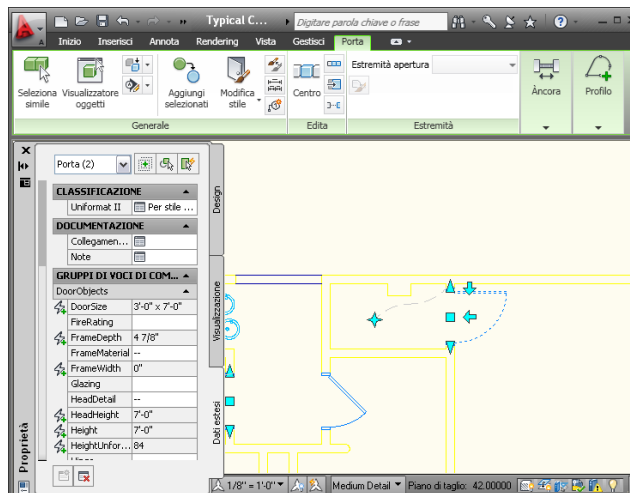 Typical C...
Digitare parola chiave o frase
Inizio Inserisci Annota Rendering Vista Gestisci Porta
Seleziona simile
Visualizzatore oggetti
Aggiungi selezionati
Modifica stile
Centro
Estremità apertura
Àncora
Profilo
Generale
Edita
Estremità
Porta (2)
CLASSIFICAZIONE
Uniformat II Per stile ...
DOCUMENTAZIONE
Collegamen...
Note
GRUPPI DI VOCI DI COM...
DoorObjects
DoorSize 3'-0" x 7'-0"
FireRating
FrameDepth 4 7/8"
FrameMaterial --
FrameWidth 0"
Glazing
HeadDetail --
HeadHeight 7'-0"
Height 7'-0"
HeightUnfor... 84
Design
Visualizzazione
Dati estesi
Proprietà
1/8" = 1'-0"
Medium Detail
Piano di taglio: 42.00000